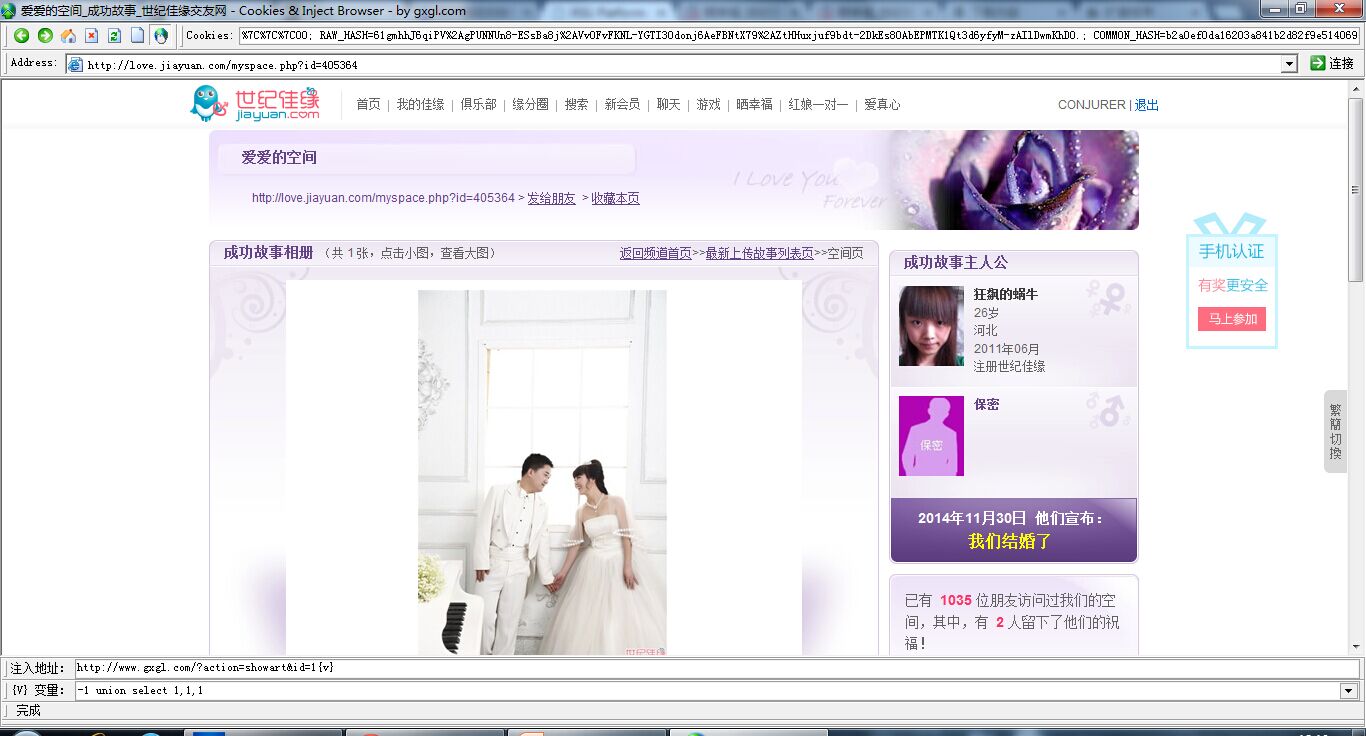 爱爱的空间_成功故事_世纪佳缘交友网 - Cookies & Inject Browser - by gxgl.com
Cookies: %7C%7C%7C00; RAW_HASH=61gmhhJ6qiPV%2AgPUNNUn8-ESsBa8j%2AVvOFvFKNL-YGTI3Odonj6AeFBNtX79%2AZtHHuxjuf9bdt-2DkEs8OAbEPMTK1Qt3d6yfyM-zAIlDwmKhD0.; COMMON_HASH=b2a0ef0da16203a841b2d82f9e514069
Address: http://love.jiayuan.com/myspace.php?id=405364 连接
世纪佳缘 jiayuan.com
首页 | 我的佳缘 | 俱乐部 | 缘分圈 | 搜索 | 新会员 | 聊天 | 游戏 | 晒幸福 | 红娘一对一 | 爱真心
CONJURER | 退出
爱爱的空间
I Love You
Forever
http://love.jiayuan.com/myspace.php?id=405364 > 发给朋友 > 收藏本页
成功故事相册 （共 1 张，点击小图，查看大图） 返回频道首页>>最新上传故事列表页>>空间页
世纪佳缘
成功故事主人公
狂飙的蜗牛
26岁
河北
2011年06月
注册世纪佳缘
保密
保密
2014年11月30日 他们宣布：
我们结婚了
已有 1035 位朋友访问过我们的空
间，其中，有 2 人留下了他们的祝
福！
手机认证
有奖更安全
马上参加
繁
簡
切
換
注入地址： http://www.gxgl.com/?action=showart&id=1{v}
{V} 变量： -1 union select 1,1,1
完成